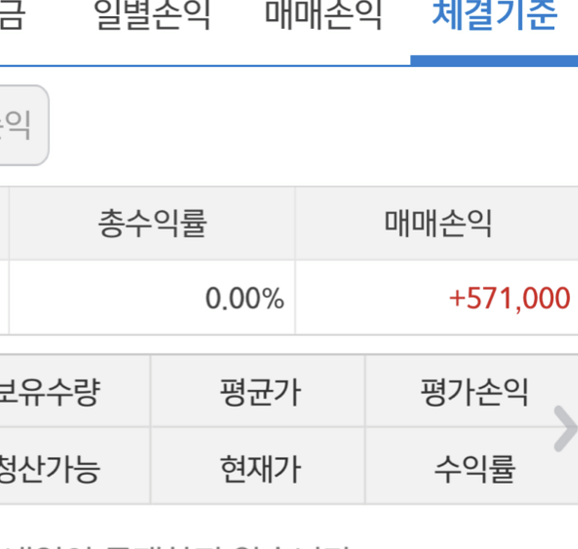 금 일별손익 매매손익 체결기준
손익
총수익률 매매손익
0.00% +571,000
보유수량 평균가 평가손익
청산가능 현재가 수익률